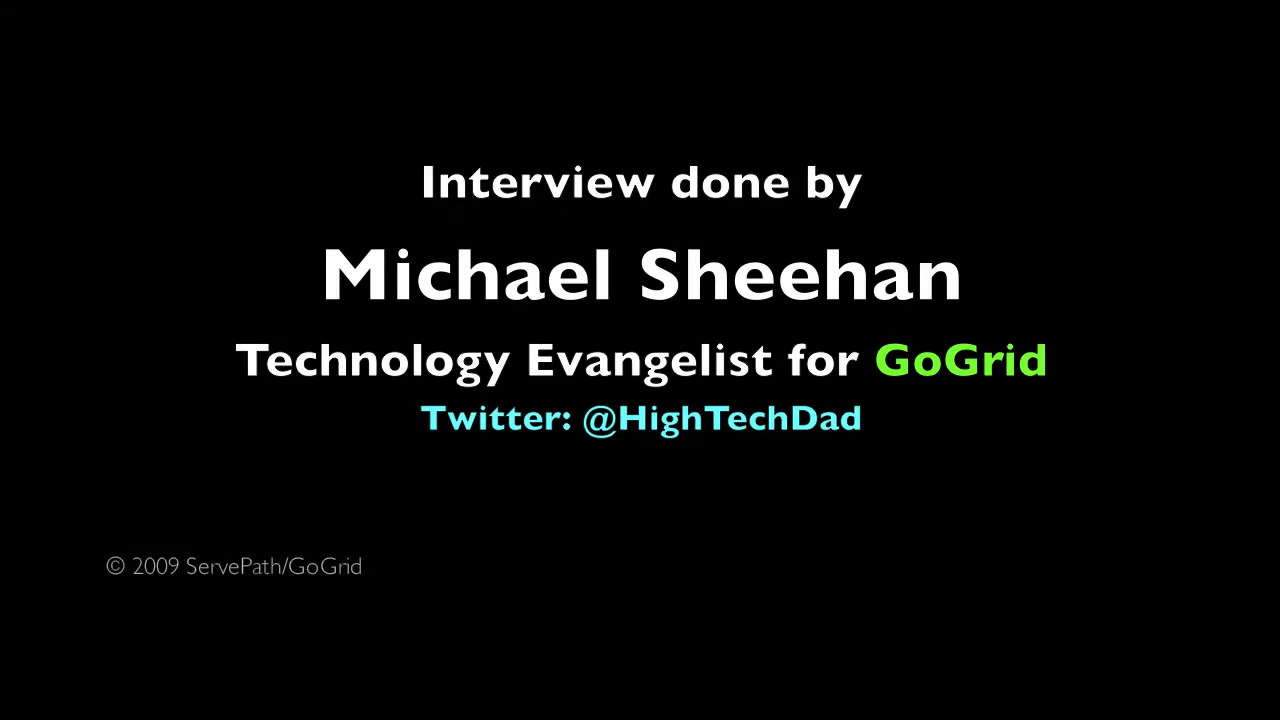 Interview done by
Michael Sheehan
Technology Evangelist for GoGrid
Twitter: @HighTechDad
© 2009 ServePath/GoGrid